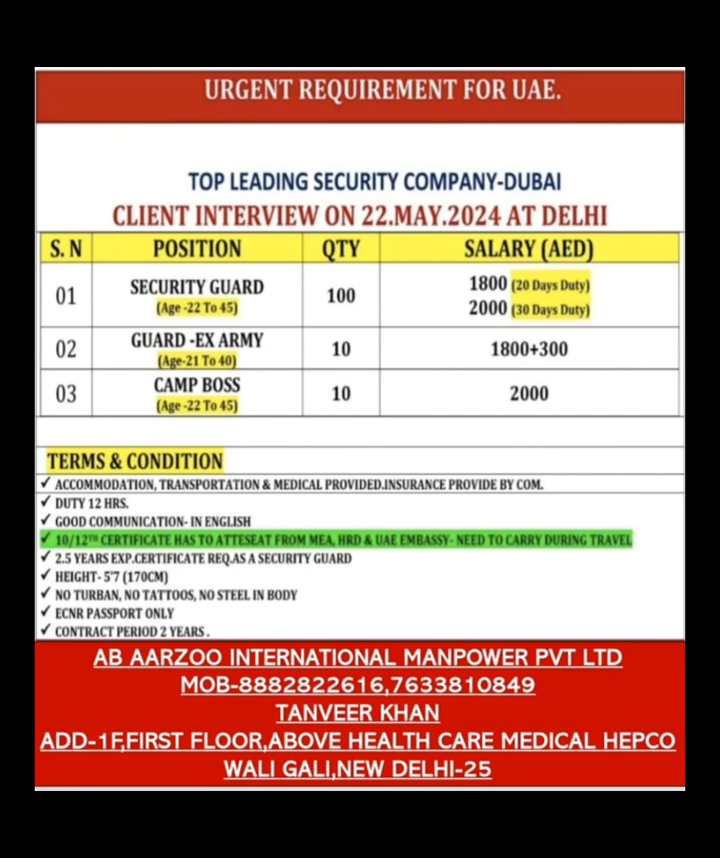 URGENT REQUIREMENT FOR UAE.
TOP LEADING SECURITY COMPANY-DUBAI
CLIENT INTERVIEW ON 22.MAY.2024 AT DELHI
S. N POSITION QTY SALARY (AED)
01 SECURITY GUARD (Age -22 To 45) 100 1800 (20 Days Duty)
2000 (30 Days Duty)
02 GUARD -EX ARMY (Age-21 To 40) 10 1800+300
03 CAMP BOSS (Age -22 To 45) 10 2000
TERMS & CONDITION
✓ ACCOMMODATION, TRANSPORTATION & MEDICAL PROVIDED.INSURANCE PROVIDE BY COM.
✓ DUTY 12 HRS.
✓ GOOD COMMUNICATION- IN ENGLISH
✓ 10/12TH CERTIFICATE HAS TO ATTESEAT FROM MEA, HRD & UAE EMBASSY- NEED TO CARRY DURING TRAVEL
✓ 2.5 YEARS EXP.CERTIFICATE REQ.AS A SECURITY GUARD
✓ HEIGHT- 5'7 (170CM)
✓ NO TURBAN, NO TATTOOS, NO STEEL IN BODY
✓ ECNR PASSPORT ONLY
✓ CONTRACT PERIOD 2 YEARS .
AB AARZOO INTERNATIONAL MANPOWER PVT LTD
MOB-8882822616,7633810849
TANVEER KHAN
ADD-1F,FIRST FLOOR,ABOVE HEALTH CARE MEDICAL HEPCO
WALI GALI,NEW DELHI-25